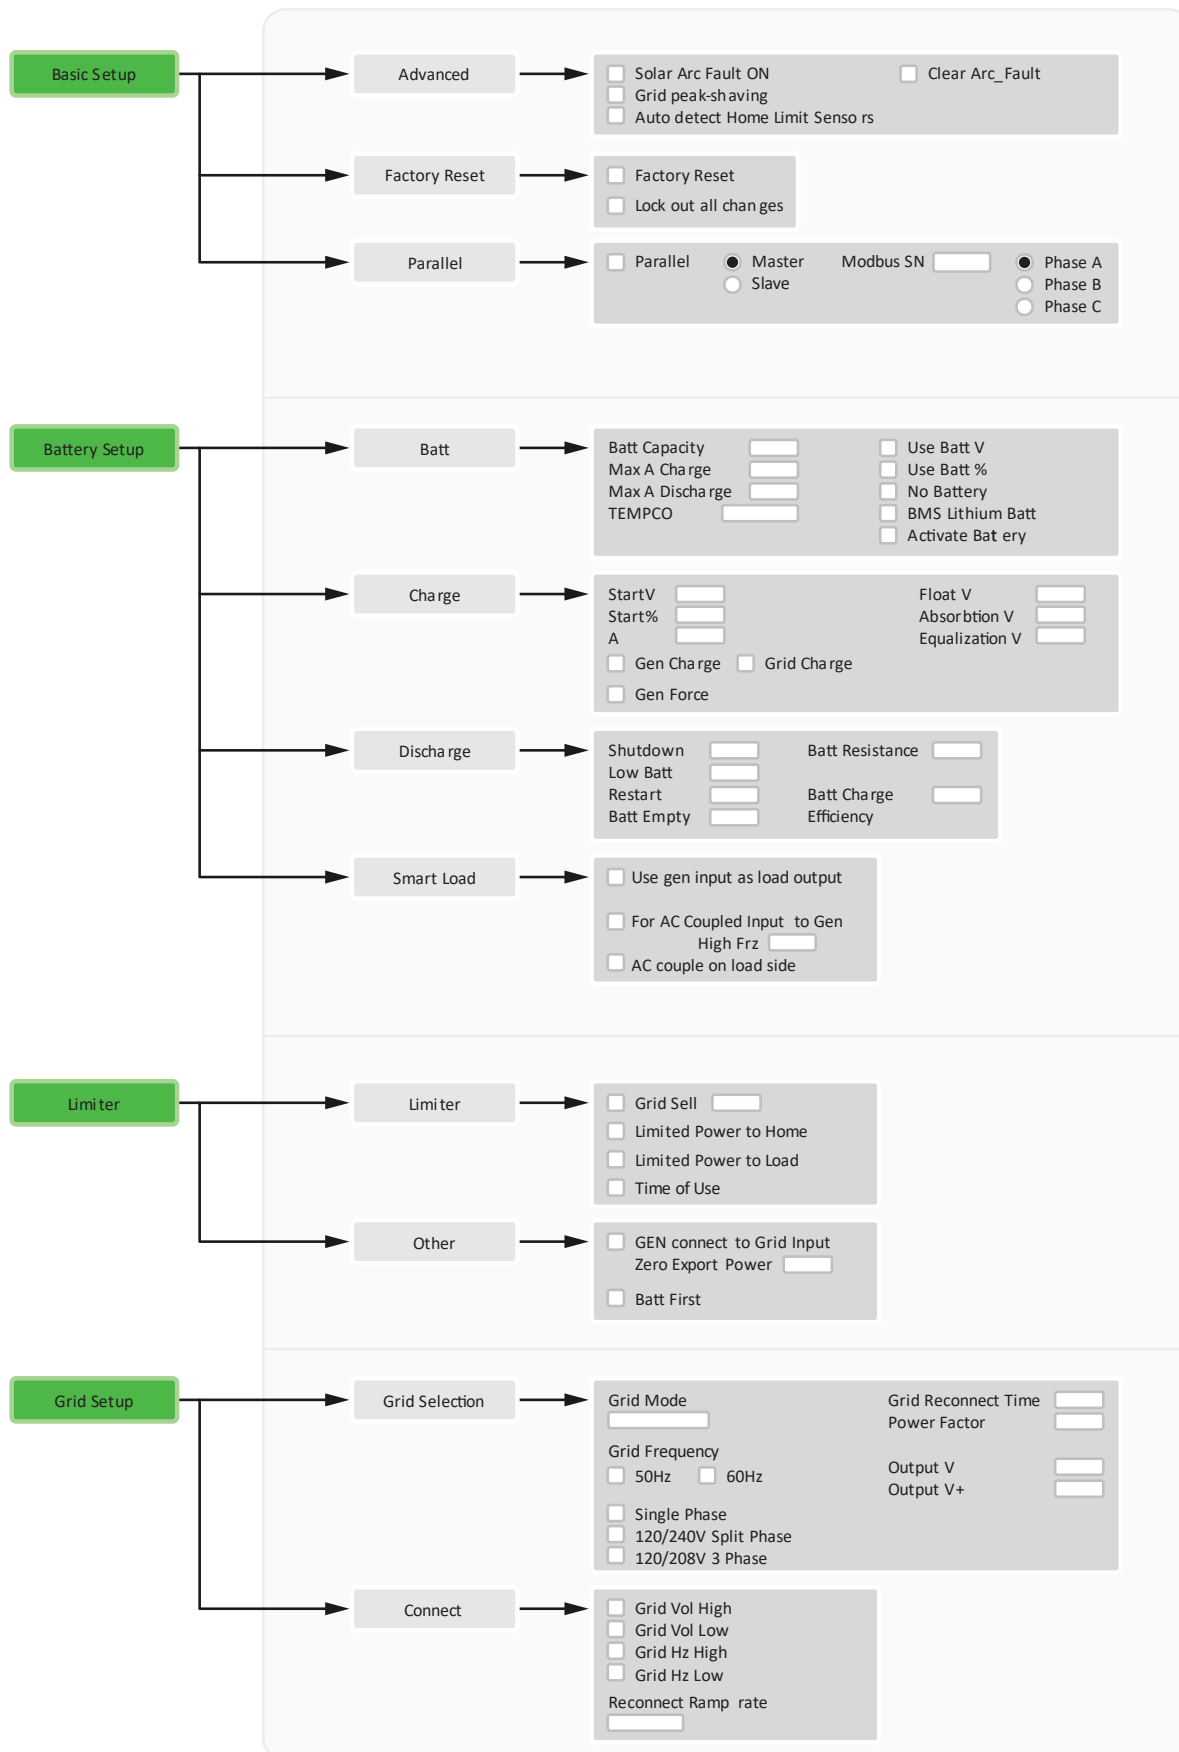 Basic Setup
Advanced
Solar Arc Fault ON
Clear Arc_Fault
Grid peak-shaving
Auto detect Home Limit Senso rs
Factory Reset
Factory Reset
Lock out all chan ges
Parallel
Parallel
Master
Modbus SN
Phase A
Slave
Phase B
Phase C
Battery Setup
Batt
Batt Capacity
Use Batt V
Max A Charge
Use Batt %
Max A Discharge
No Battery
TEMPCO
BMS Lithium Batt
Activate Bat ery
Charge
StartV
Float V
Start%
Absorbtion V
A
Equalization V
Gen Charge
Grid Charge
Gen Force
Discharge
Shutdown
Batt Resistance
Low Batt
Restart
Batt Charge
Batt Empty
Efficiency
Smart Load
Use gen input as load output
For AC Coupled Input to Gen
High Frz
AC couple on load side
Limiter
Limiter
Grid Sell
Limited Power to Home
Limited Power to Load
Time of Use
Other
GEN connect to Grid Input
Zero Export Power
Batt First
Grid Setup
Grid Selection
Grid Mode
Grid Reconnect Time
Power Factor
Grid Frequency
Output V
50Hz
60Hz
Output V+
Single Phase
120/240V Split Phase
120/208V 3 Phase
Connect
Grid Vol High
Grid Vol Low
Grid Hz High
Grid Hz Low
Reconnect Ramp rate